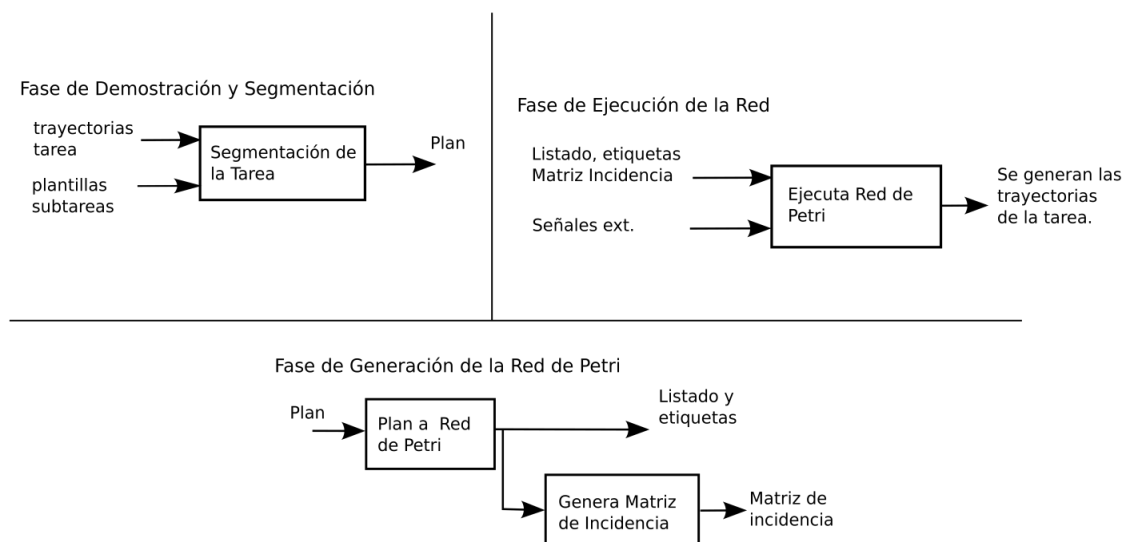 Fase de Demostración y Segmentación
trayectorias
tarea
plantillas
subtareas
Segmentación de
la Tarea
Plan
Fase de Ejecución de la Red
Listado, etiquetas
Matriz Incidencia
Señales ext.
Ejecuta Red de
Petri
Se generan las
trayectorias
de la tarea.
Fase de Generación de la Red de Petri
Plan
Plan a Red
de Petri
Listado y
etiquetas
Genera Matriz
de Incidencia
Matriz de
incidencia